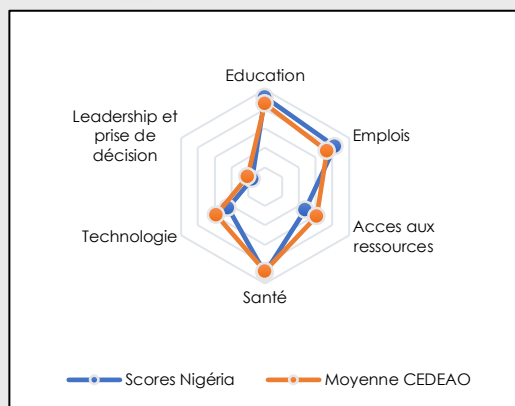 Education
Leadership et
prise de
décision
Emplois
Technologie
Acces aux
ressources
Santé
Scores Nigéria
Moyenne CEDEAO